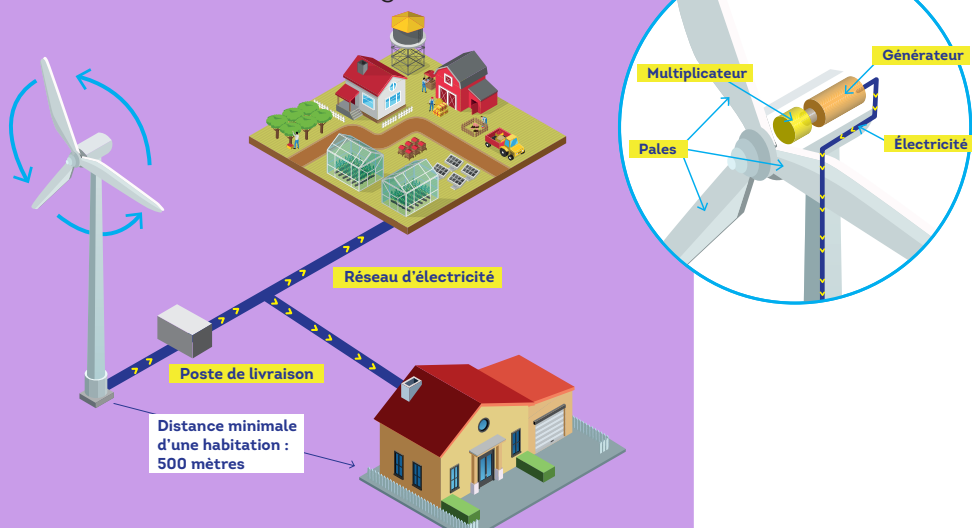 Multiplicateur
Générateur
Pales
Électricité
Réseau d'électricité
Poste de livraison
Distance minimale
d'une habitation :
500 mètres